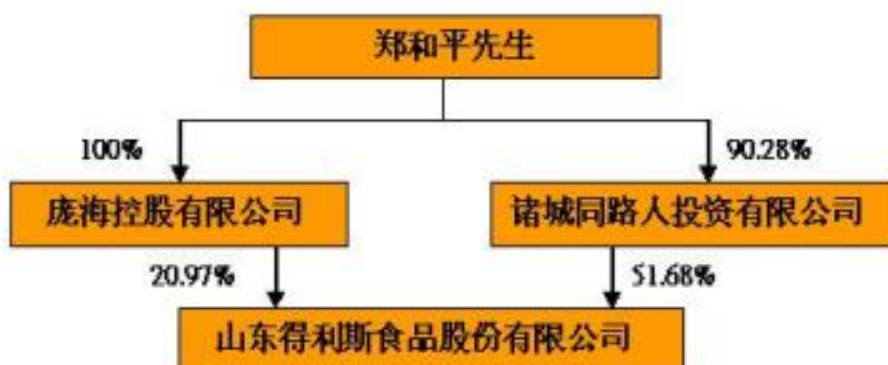 郑和平先生
100%
90.28%
庞海控股有限公司
诸城同路人投资有限公司
20.97%
51.68%
山东得利斯食品股份有限公司